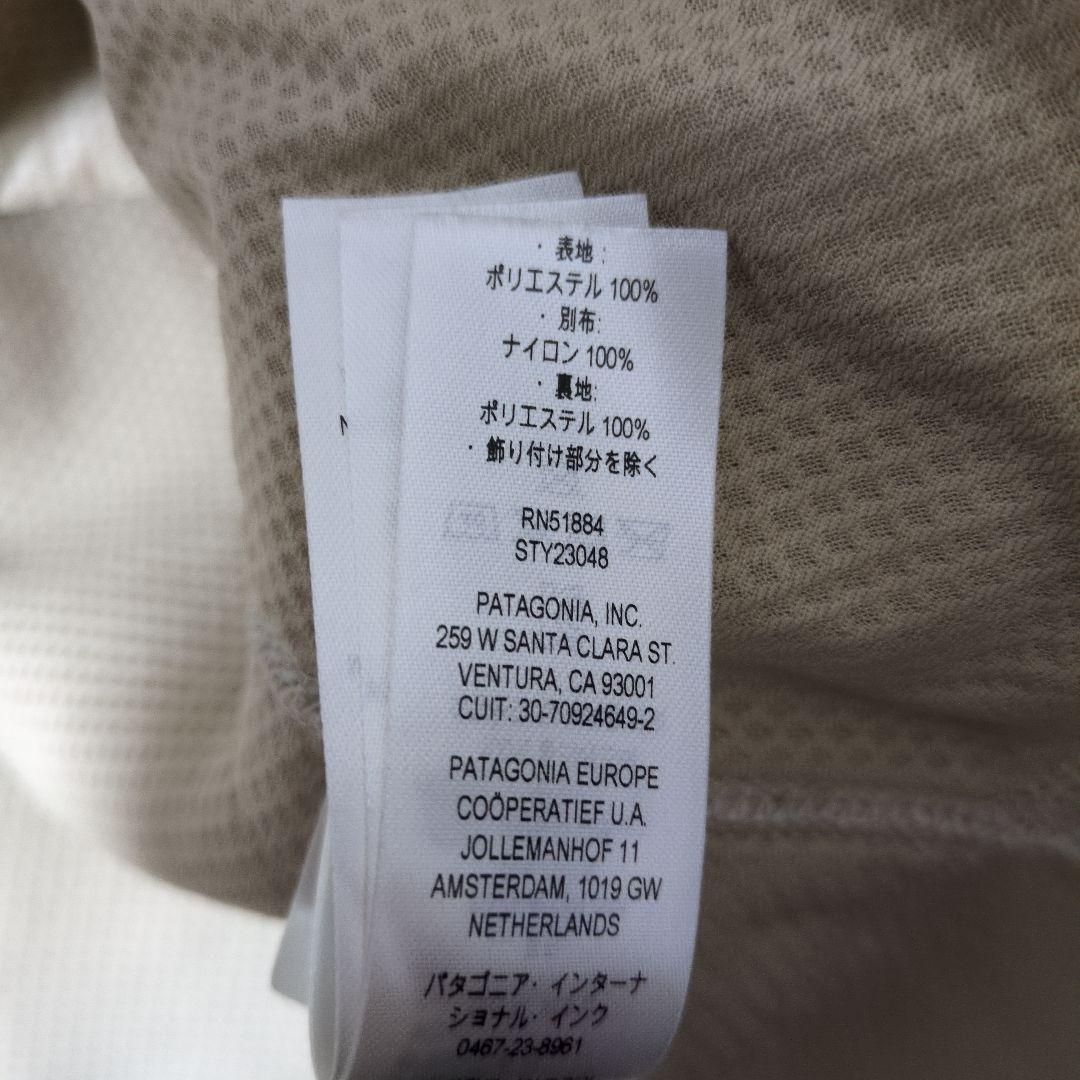 ・表地:
ポリエステル 100%
・別布:
ナイロン 100%
・裏地:
ポリエステル 100%
・飾り付け部分を除く
RN51884
STY23048
PATAGONIA, INC.
259 W SANTA CLARA ST.
VENTURA, CA 93001
CUIT: 30-70924649-2
PATAGONIA EUROPE
COÖPERATIEF U.A.
JOLLEMANHOF 11
AMSTERDAM, 1019 GW
NETHERLANDS
パタゴニア・インターナ
ショナル・インク
0467-23-8961